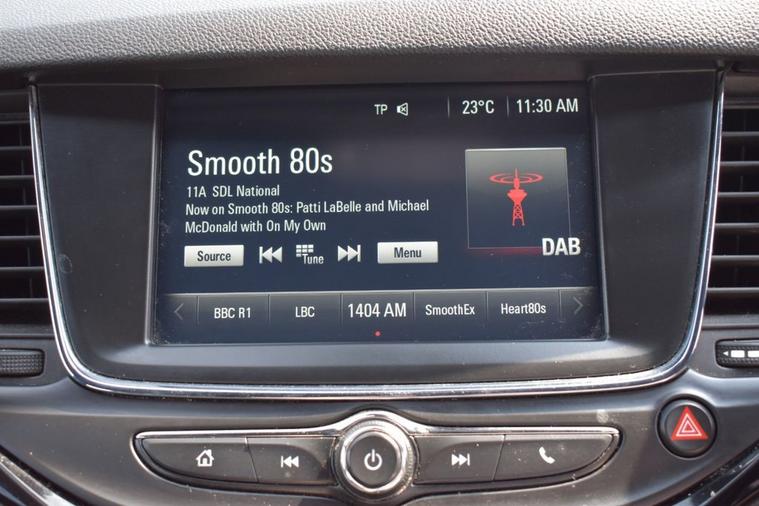 TP 23°C 11:30 AM
Smooth 80s
11A SDL National
Now on Smooth 80s: Patti LaBelle and Michael
McDonald with On My Own
DAB
Source Tune Menu
BBC R1 LBC 1404 AM SmoothEx Heart80s